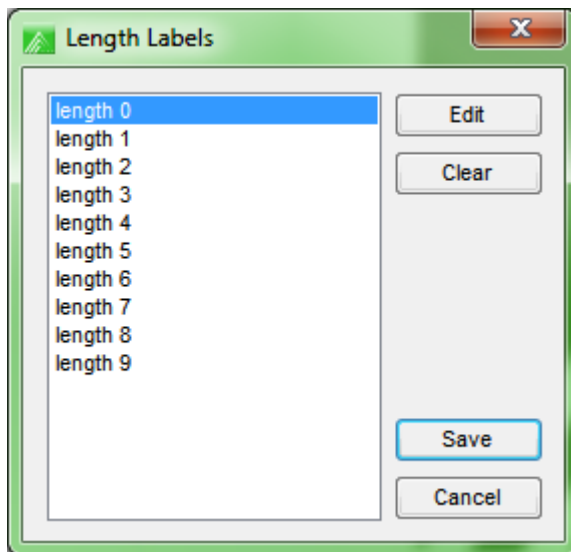 Length Labels
length 0
length 1
length 2
length 3
length 4
length 5
length 6
length 7
length 8
length 9
Edit
Clear
Save
Cancel